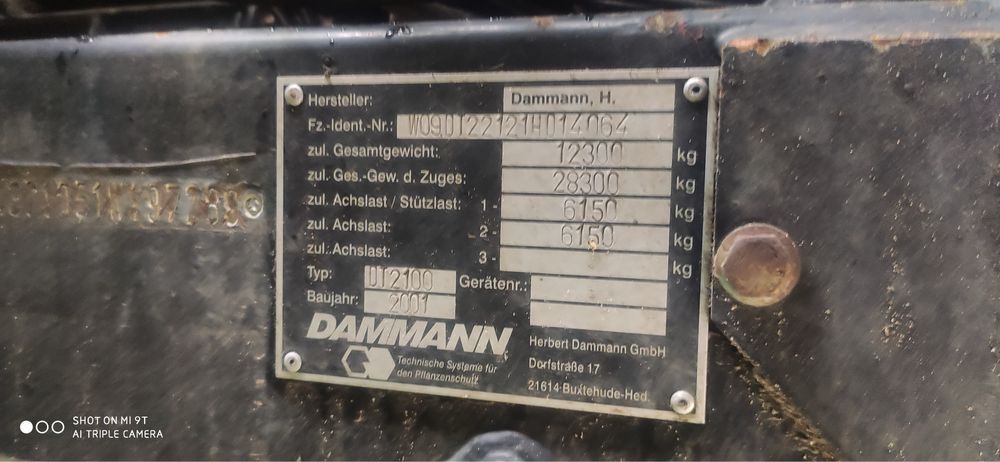 Hersteller: Dammann, H.
Fz.-Ident.-Nr.: W09DT22121HD14064
zul. Gesamtgewicht: 12300 kg
zul. Ges.-Gew. d. Zuges: 28300 kg
zul. Achslast / Stützlast: 1- 6150 kg
zul. Achslast: 2- 6150 kg
zul. Achslast: 3- kg
Typ: DT2100 Gerätenr.:
Baujahr: 2001
DAMMANN
Technische Systeme für
den Pflanzenschutz
Herbert Dammann GmbH
Dorfstraße 17
21614 Buxtehude-Hed.
SHOT ON MI 9T
AI TRIPLE CAMERA